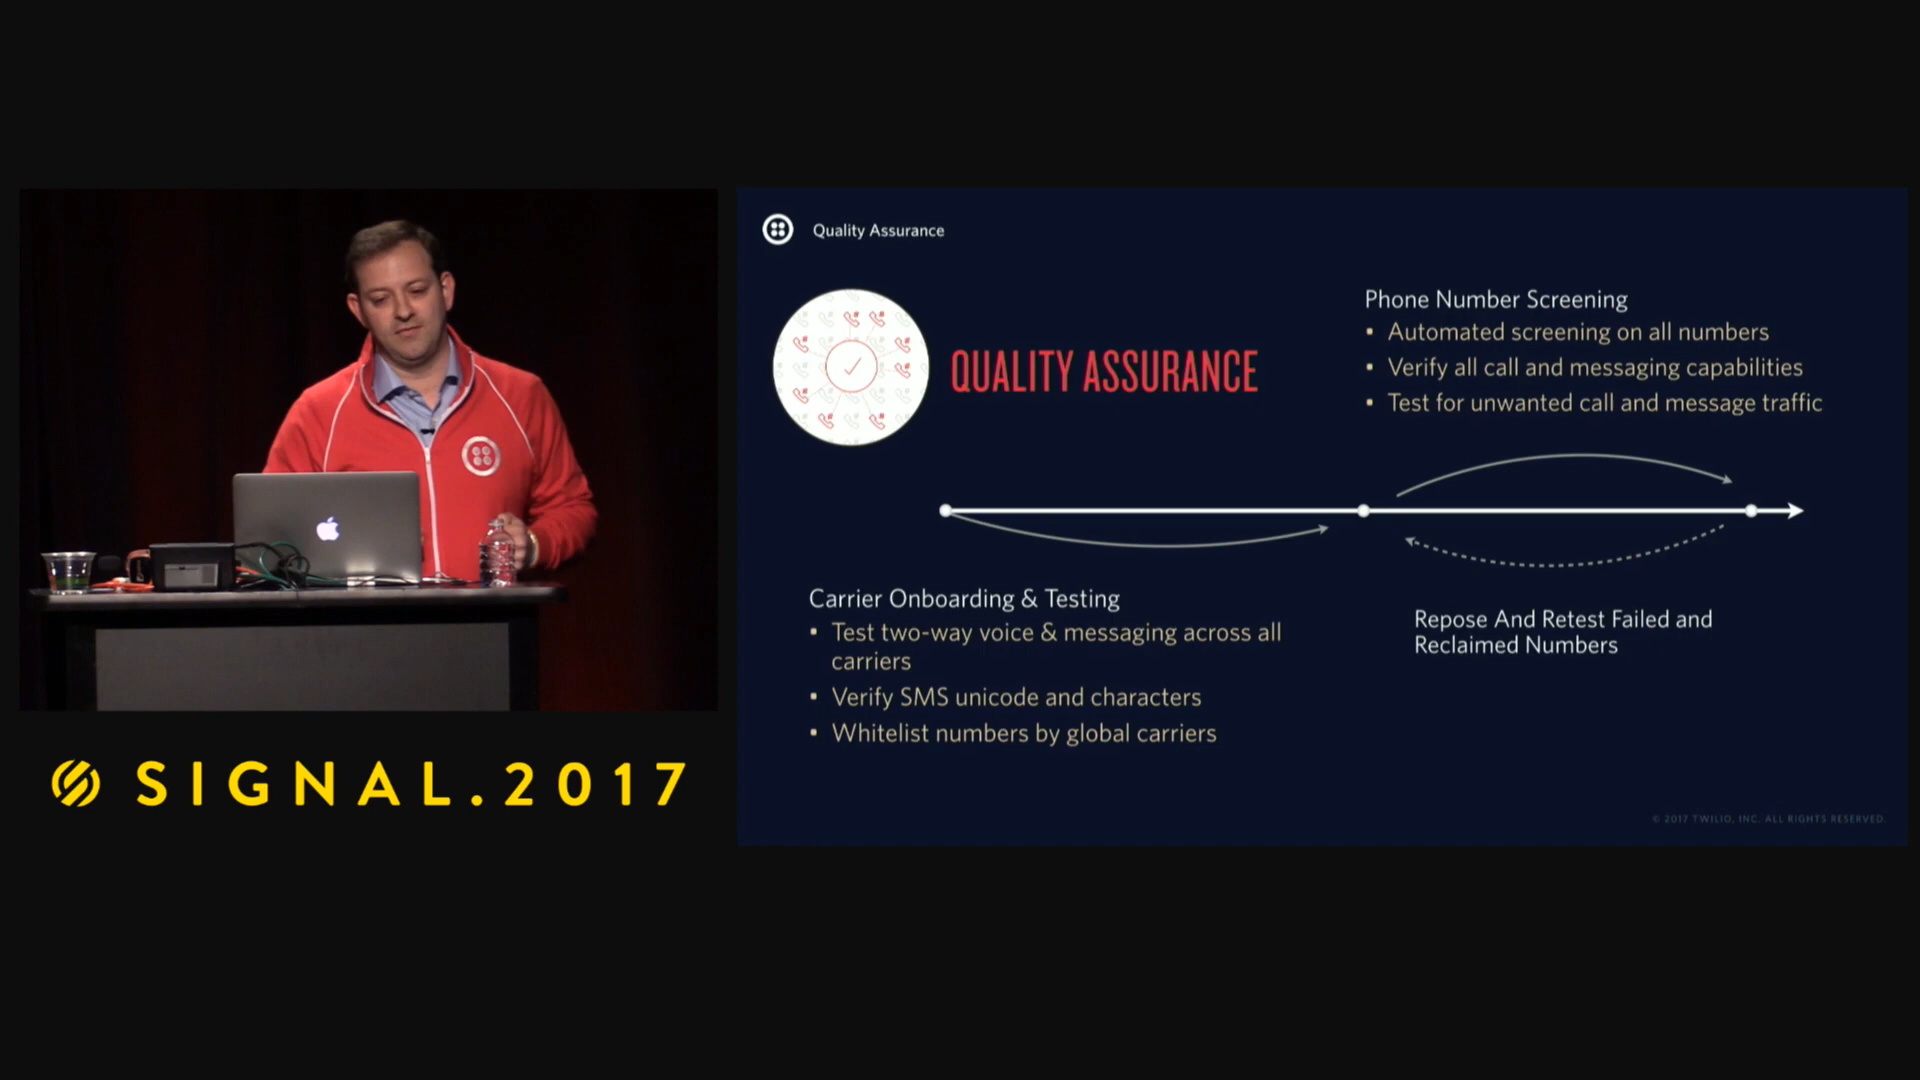 Quality Assurance
QUALITY ASSURANCE
Phone Number Screening
▪ Automated screening on all numbers
▪ Verify all call and messaging capabilities
▪ Test for unwanted call and message traffic
Carrier Onboarding & Testing
▪ Test two-way voice & messaging across all
carriers
▪ Verify SMS unicode and characters
▪ Whitelist numbers by global carriers
Repose And Retest Failed and
Reclaimed Numbers
© 2017 TWILIO, INC. ALL RIGHTS RESERVED.
SIGNAL.2017